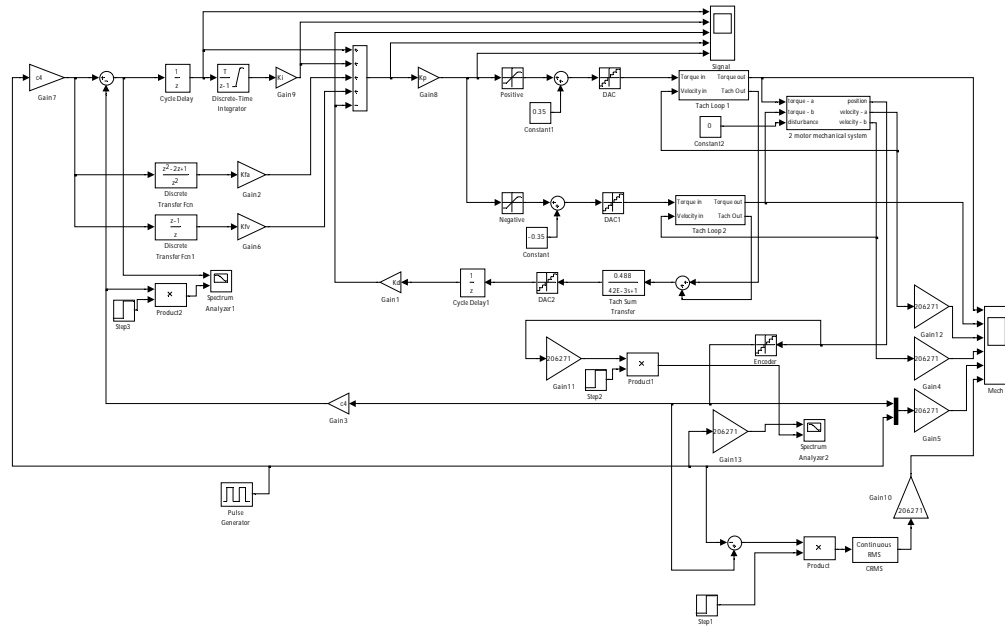 Signal
c4
Gain7
1
z
Cycle Delay
T
z-1
Discrete-Time
Integrator
Ki
Gain9
Kp
Gain8
Positive
0.35
Constant1
DAC
Torque in
Velocity in
Torque out
Tach Out
Tach Loop 1
0
Constant2
torque - a
torque - b
disturbance
position
velocity - a
velocity - b
2 motor mechanical system
z²-2z+1
z²
Discrete
Transfer Fcn
Kfa
Gain2
z-1
z
Discrete
Transfer Fcn1
Kfv
Gain6
Negative
-0.35
Constant
DAC1
Torque in
Velocity in
Torque out
Tach Out
Tach Loop 2
Step3
×
Product2
Spectrum
Analyzer1
Kd
Gain1
1
z
Cycle Delay1
DAC2
0.488
42E-3s+1
Tach Sum
Transfer
206271
Gain12
206271
Gain4
206271
Gain5
Mech
Encoder
206271
Gain11
Step2
×
Product1
c4
Gain3
206271
Gain13
Spectrum
Analyzer2
Pulse
Generator
Gain10
206271
×
Product
Continuous
RMS
CRMS
Step1